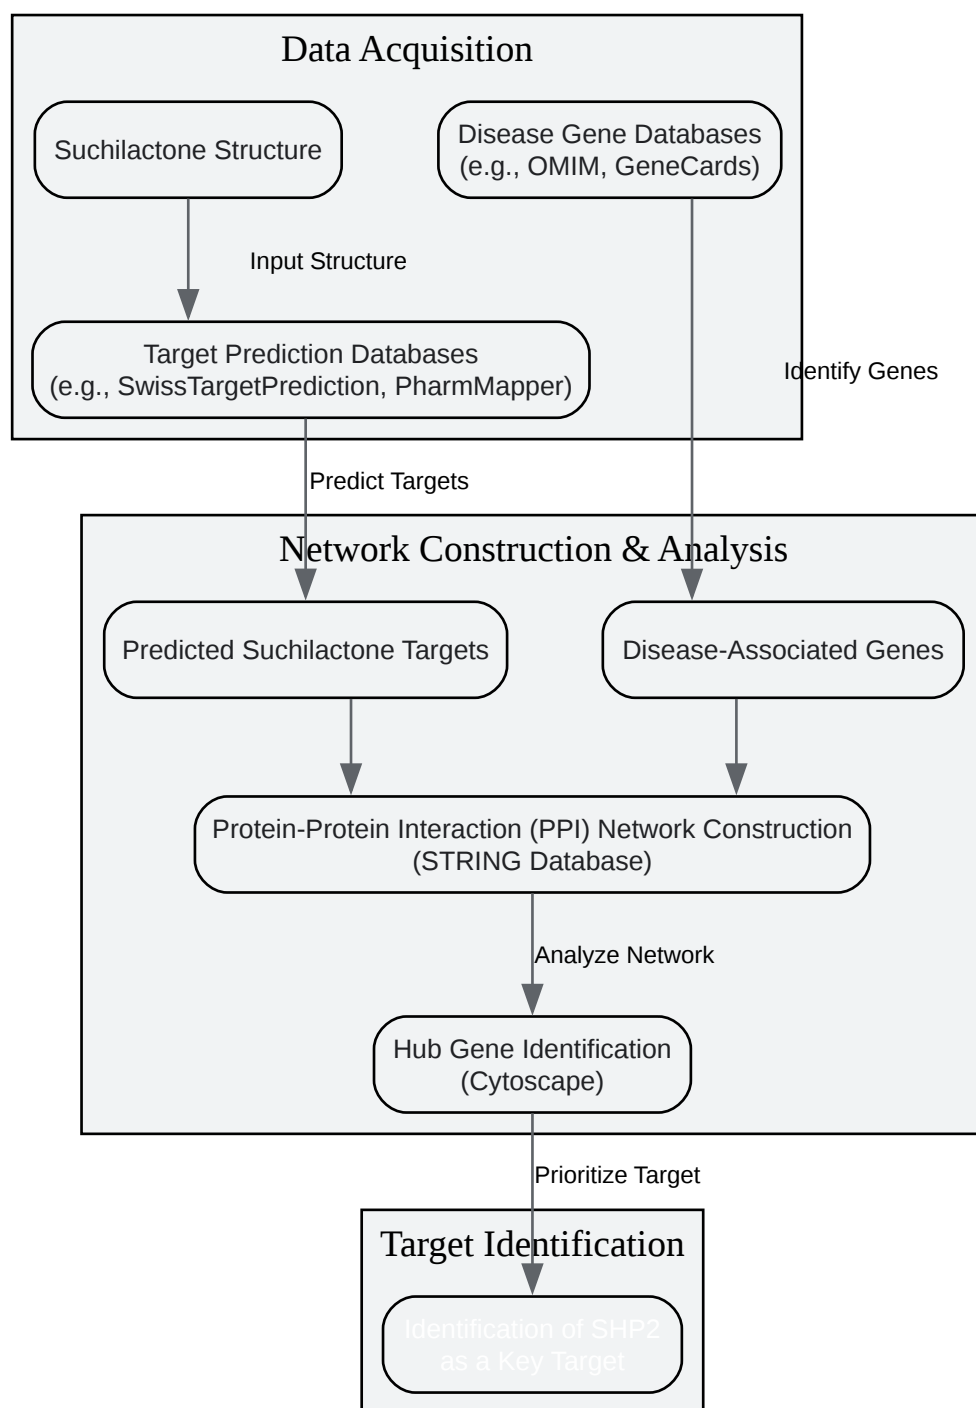 Data Acquisition
Suchilactone Structure
Disease Gene Databases
(e.g., OMIM, GeneCards)
Input Structure
Target Prediction Databases
(e.g., SwissTargetPrediction, PharmMapper)
Identify Genes
Predict Targets
Network Construction & Analysis
Predicted Suchilactone Targets
Disease-Associated Genes
Protein-Protein Interaction (PPI) Network Construction
(STRING Database)
Analyze Network
Hub Gene Identification
(Cytoscape)
Prioritize Target
Target Identification
Identification of SHP2
as a Key Target